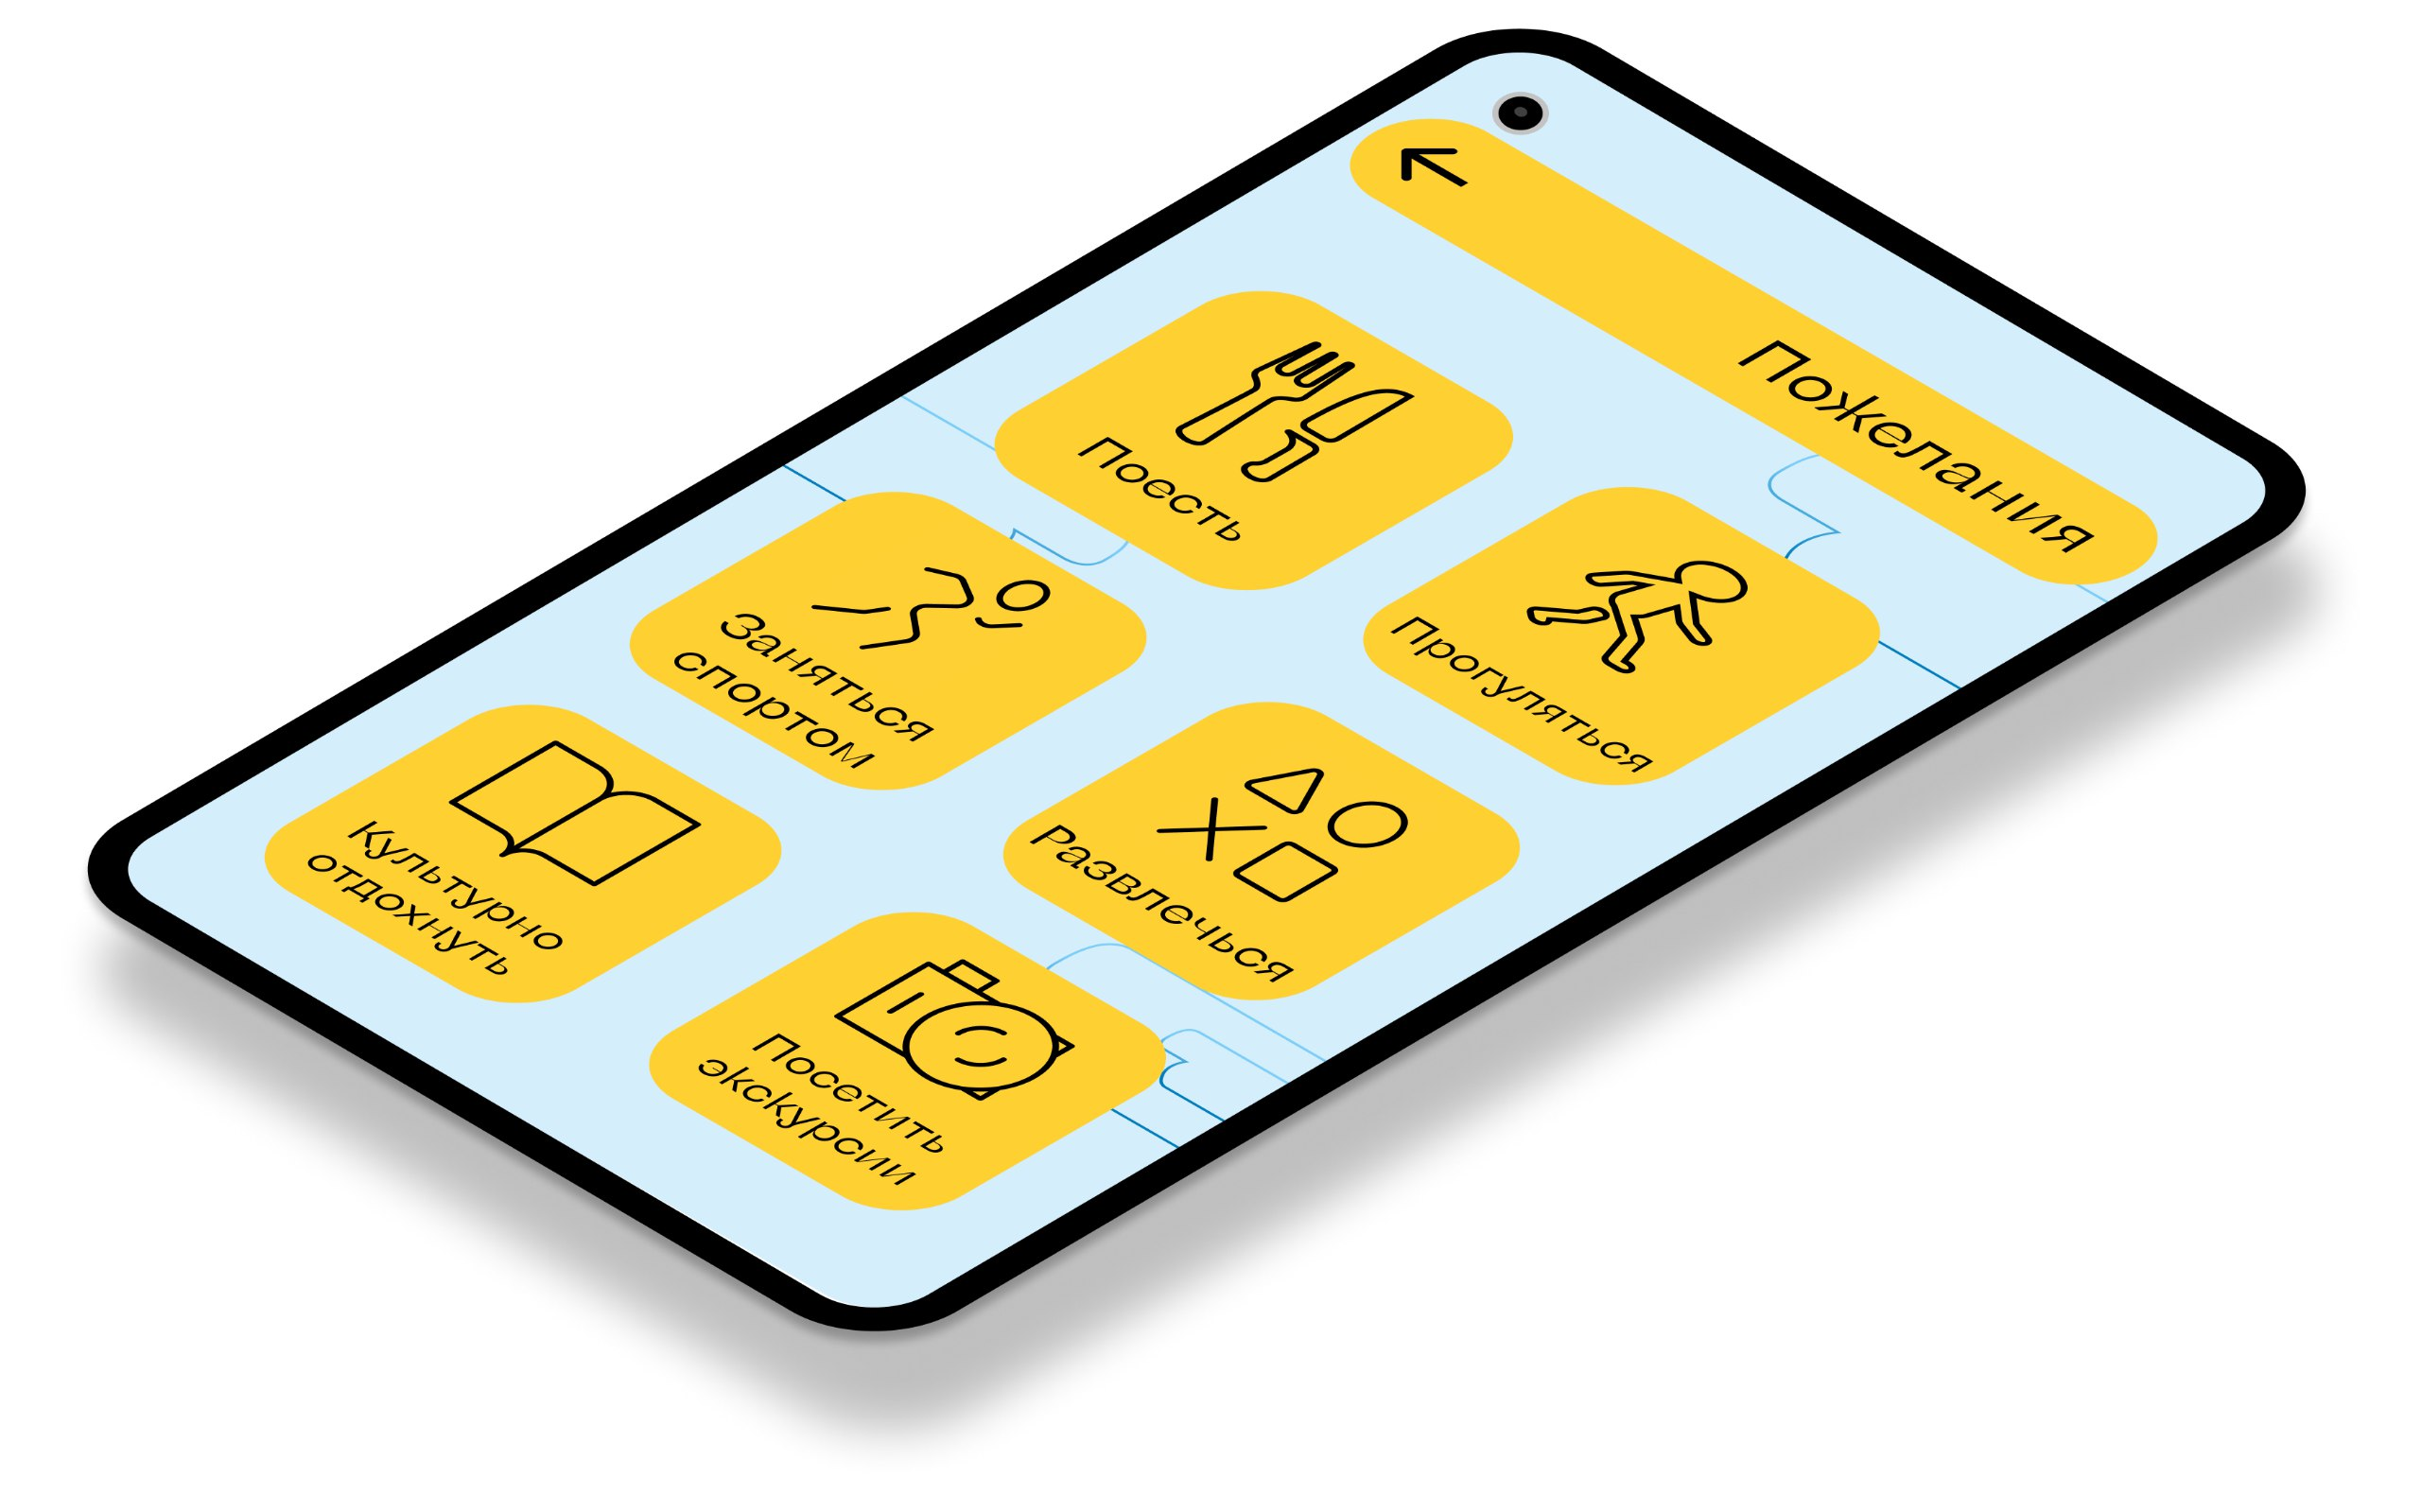 Пожелания
Поесть
Прогуляться
Заняться
спортом
Развлечься
Культурно
отдохнуть
Посетить
экскурсии